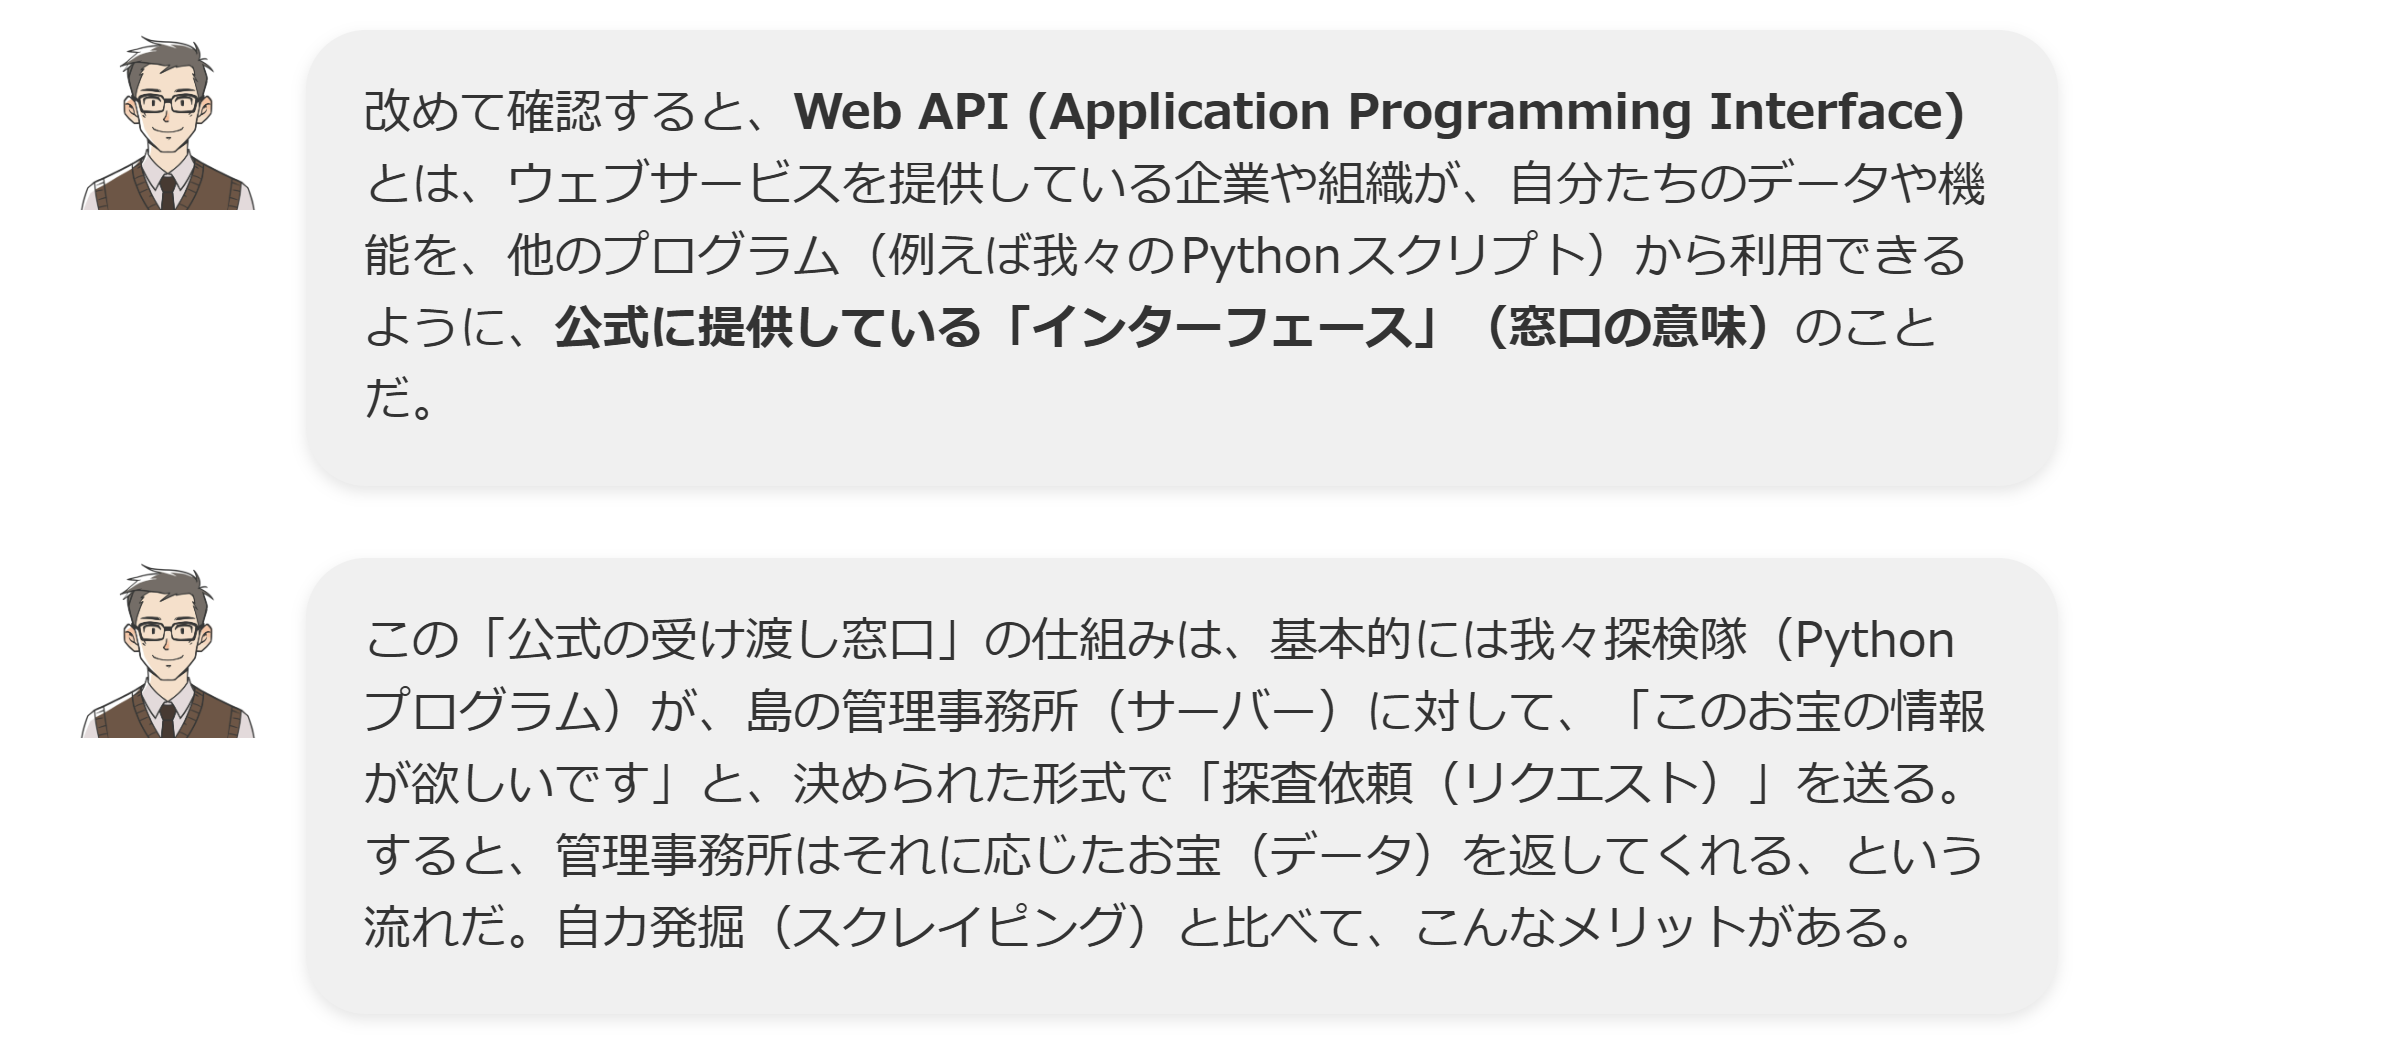 改めて確認すると、Web API (Application Programming Interface)
とは、ウェブサービスを提供している企業や組織が、自分たちのデータや機
能を、他のプログラム（例えば我々のPythonスクリプト）から利用できる
ように、公式に提供している「インターフェース」（窓口の意味）のこと
だ。
この「公式の受け渡し窓口」の仕組みは、基本的には我々探検隊（Python
プログラム）が、島の管理事務所（サーバー）に対して、「このお宝の情報
が欲しいです」と、決められた形式で「探査依頼（リクエスト）」を送る。
すると、管理事務所はそれに応じたお宝（データ）を返してくれる、という
流れだ。自力発掘（スクレイピング）と比べて、こんなメリットがある。